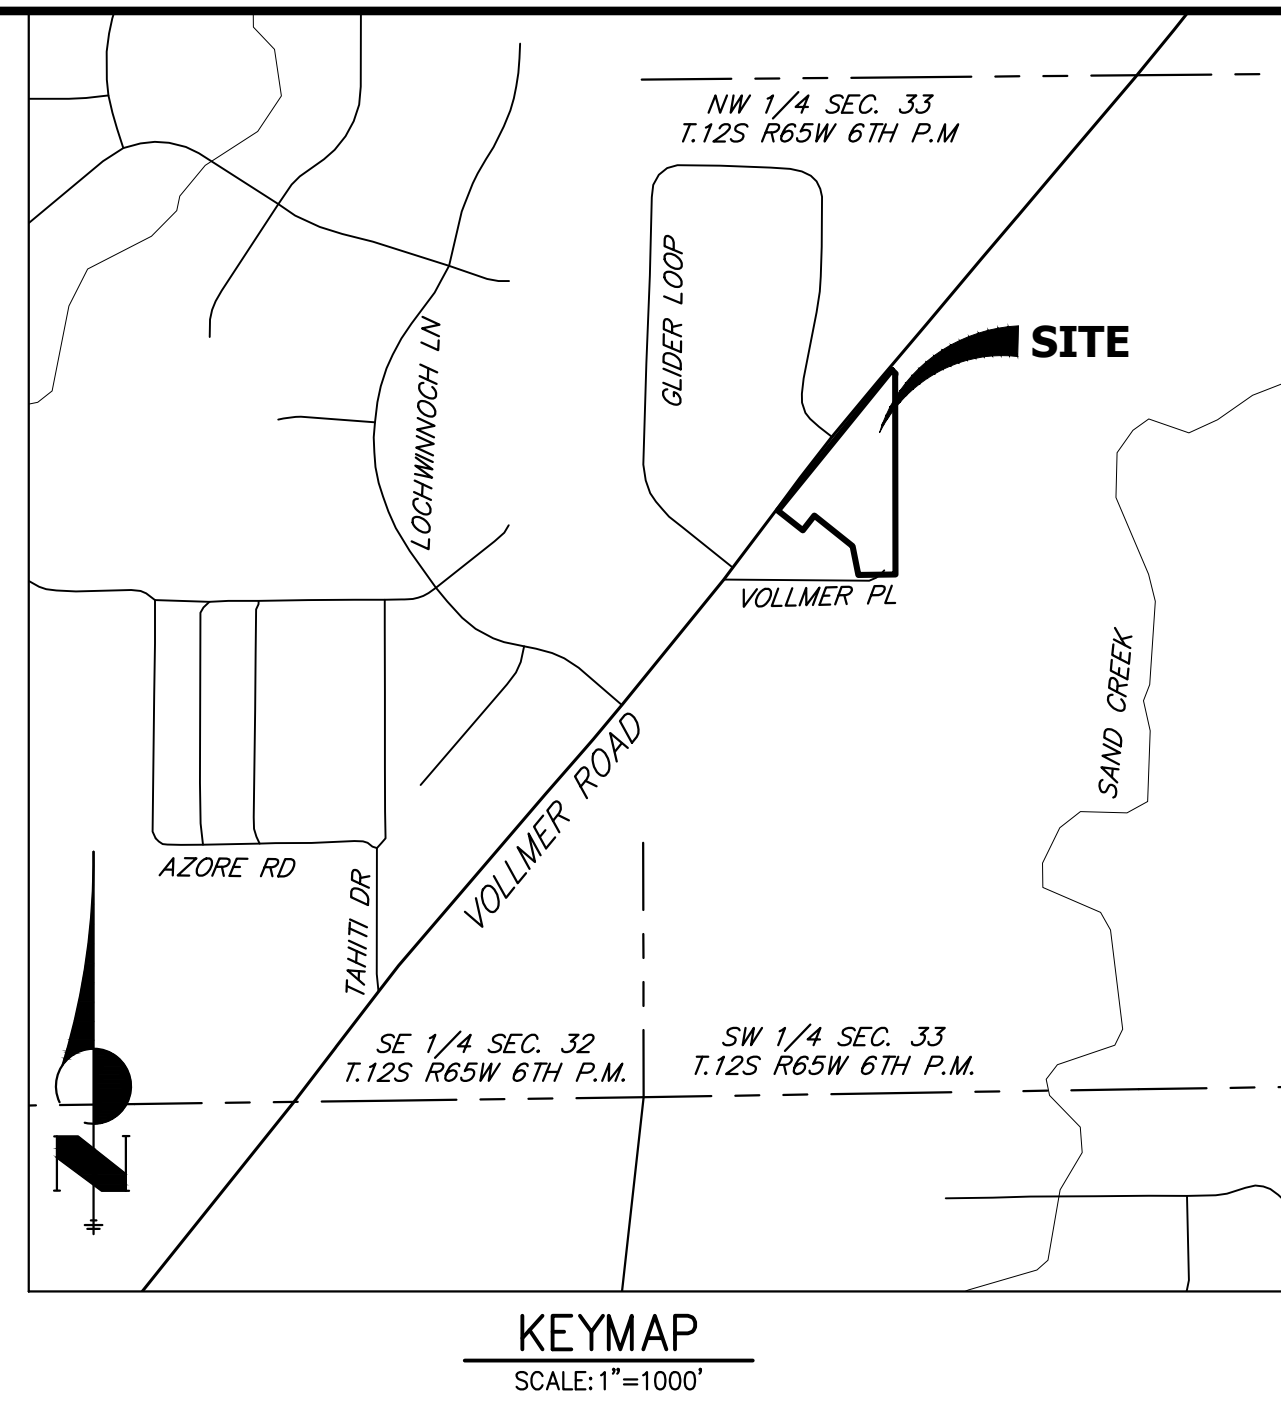 NW 1/4 SEC. 33
T.12S R65W 6TH P.M
GLIDER LOOP
SITE
LOCHWINNOCH LN
VOLLMER PL
SAND CREEK
VOLLMER ROAD
AZORE RD
TAHITI DR
SE 1/4 SEC. 32
T.12S R65W 6TH P.M.
SW 1/4 SEC. 33
T.12S R65W 6TH P.M.
N
KEYMAP
SCALE: 1"=1000'